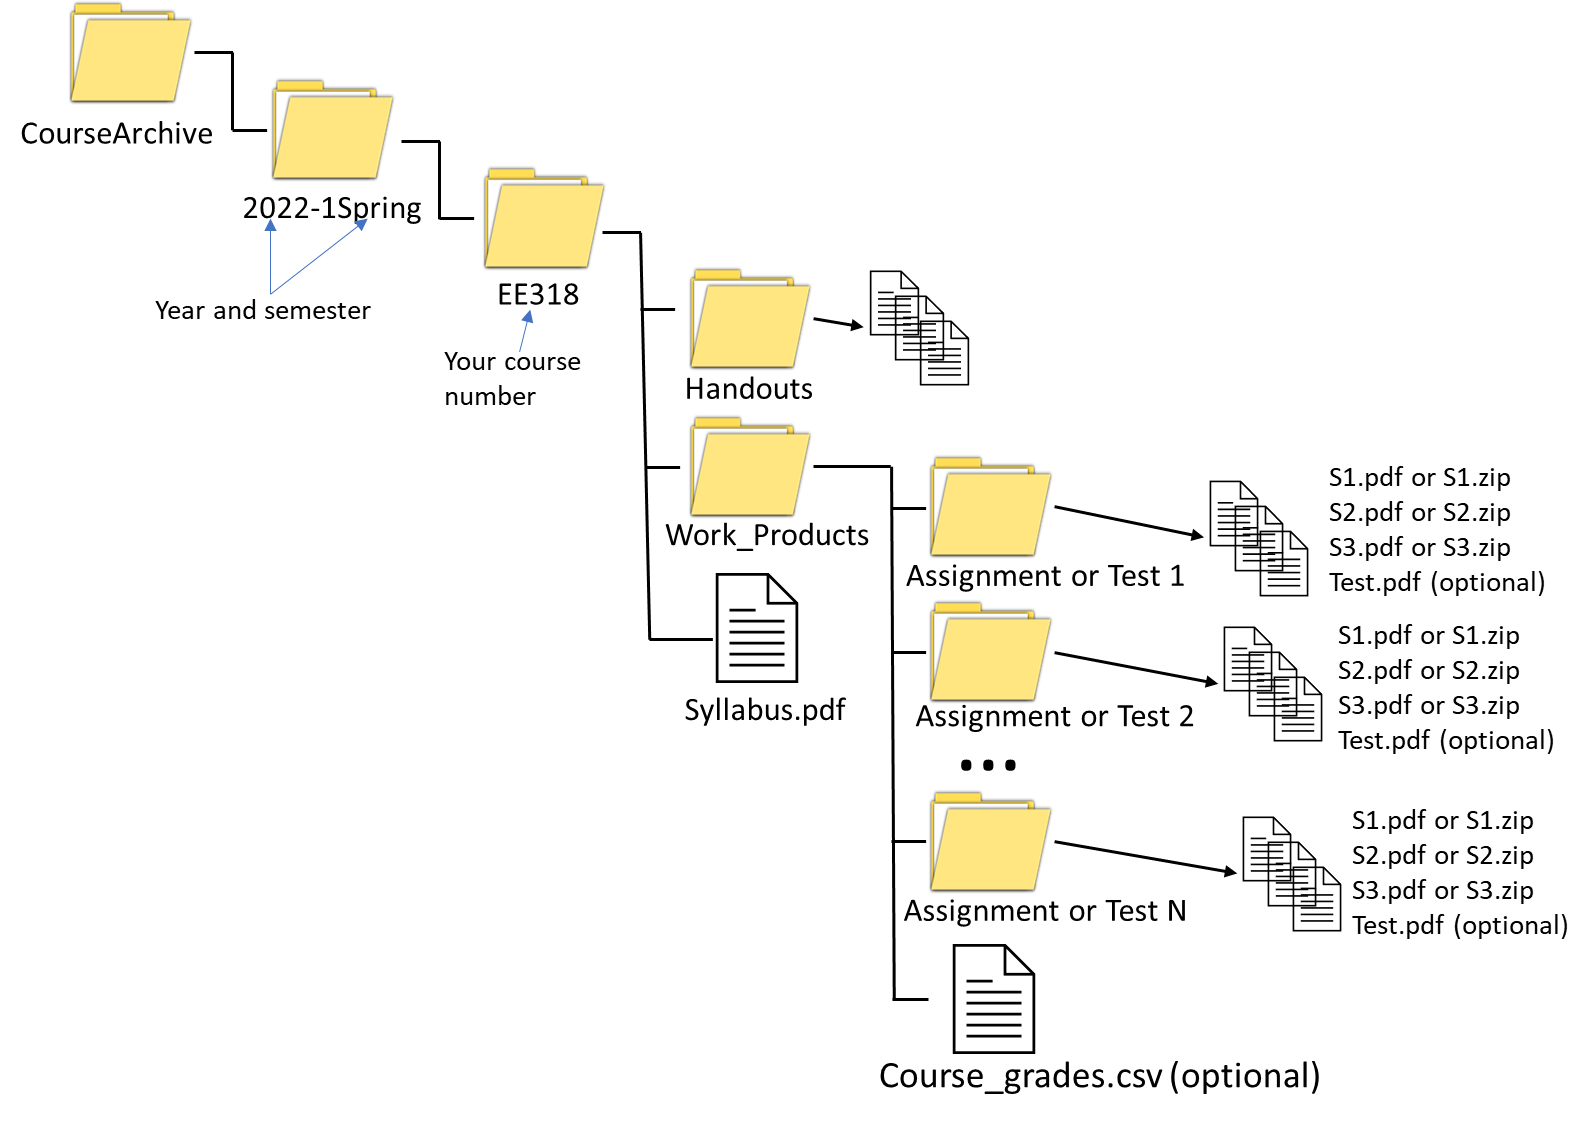 CourseArchive
2022-1Spring
Year and semester
EE318
Your course
number
Handouts
Work_Products
Syllabus.pdf
Assignment or Test 1
S1.pdf or S1.zip
S2.pdf or S2.zip
S3.pdf or S3.zip
Test.pdf (optional)
Assignment or Test 2
S1.pdf or S1.zip
S2.pdf or S2.zip
S3.pdf or S3.zip
Test.pdf (optional)
...
Assignment or Test N
S1.pdf or S1.zip
S2.pdf or S2.zip
S3.pdf or S3.zip
Test.pdf (optional)
Course_grades.csv (optional)